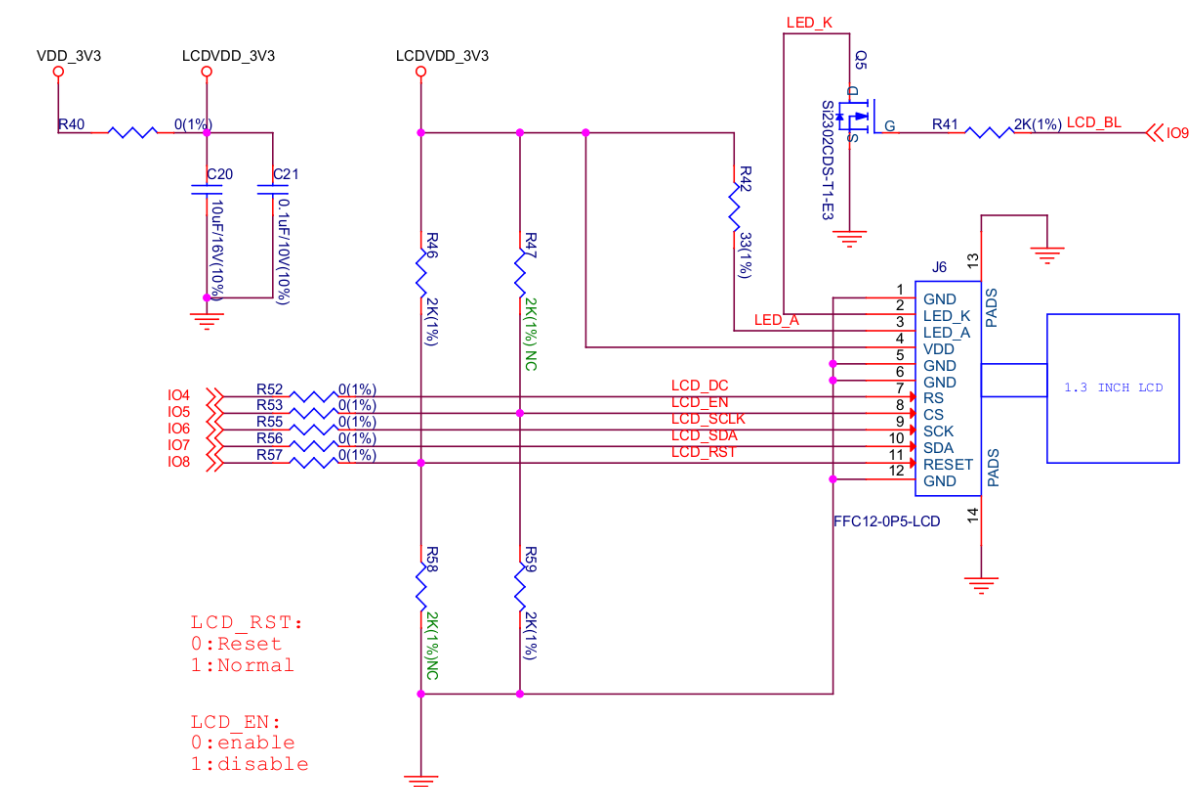 LED_K
VDD_3V3
LCDVDD_3V3
LCDVDD_3V3
Q5
D
G
S
Si2302CDS-T1-E3
R40
0(1%)
R41
2K(1%)
LCD_BL
IO9
C20
10uF/16V(10%)
C21
0.1uF/10V(10%)
R42
33(1%)
R46
2K(1%)
R47
2K(1%) NC
LED_A
J6
13
PADS
1
GND
2
LED_K
3
LED_A
4
VDD
5
GND
6
GND
7
RS
8
CS
9
SCK
10
SDA
11
RESET
12
GND
PADS
14
FFC12-0P5-LCD
1.3 INCH LCD
IO4
R52
0(1%)
LCD_DC
IO5
R53
0(1%)
LCD_EN
IO6
R55
0(1%)
LCD_SCLK
IO7
R56
0(1%)
LCD_SDA
IO8
R57
0(1%)
LCD_RST
R58
2K(1%)NC
R59
2K(1%)
LCD_RST:
0:Reset
1:Normal
LCD_EN:
0:enable
1:disable